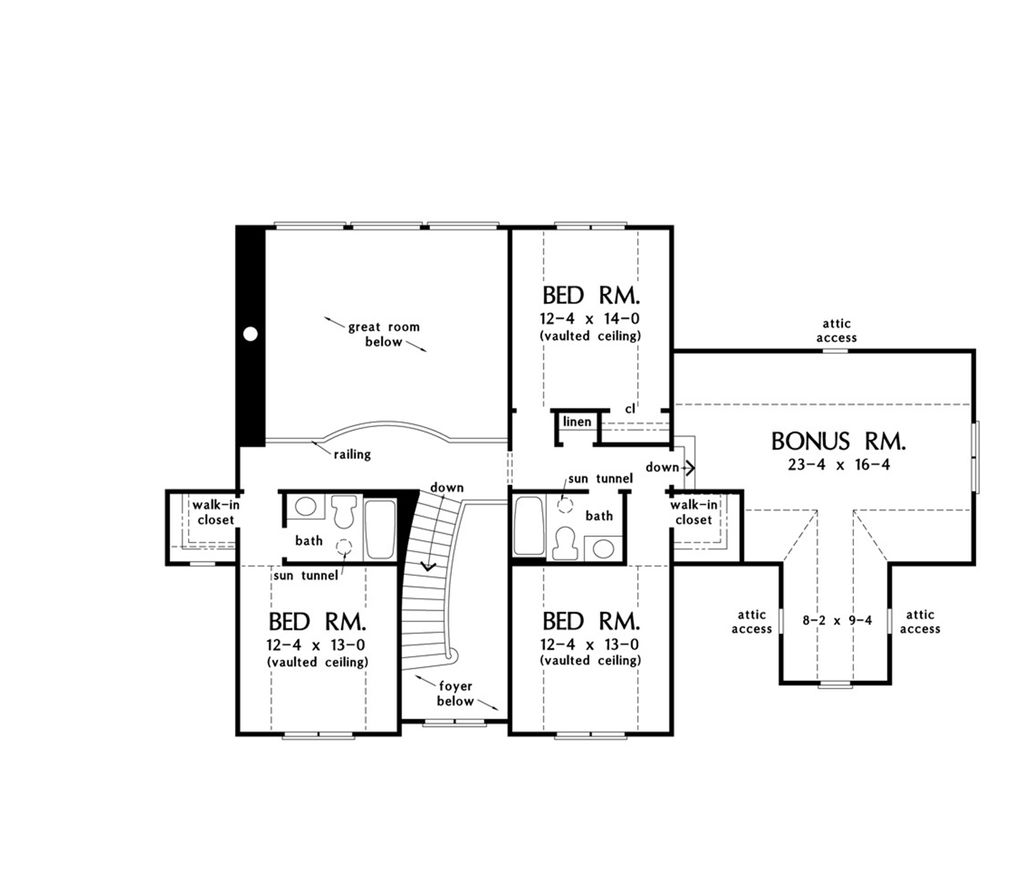 BED RM.
12-4 x 14-0
(vaulted ceiling)
great room
below
attic
access
cl
linen
BONUS RM.
23-4 x 16-4
railing
down
down
sun tunnel
walk-in
closet
bath
bath
walk-in
closet
sun tunnel
BED RM.
12-4 x 13-0
(vaulted ceiling)
BED RM.
12-4 x 13-0
(vaulted ceiling)
attic
access
8-2 x 9-4
attic
access
foyer
below